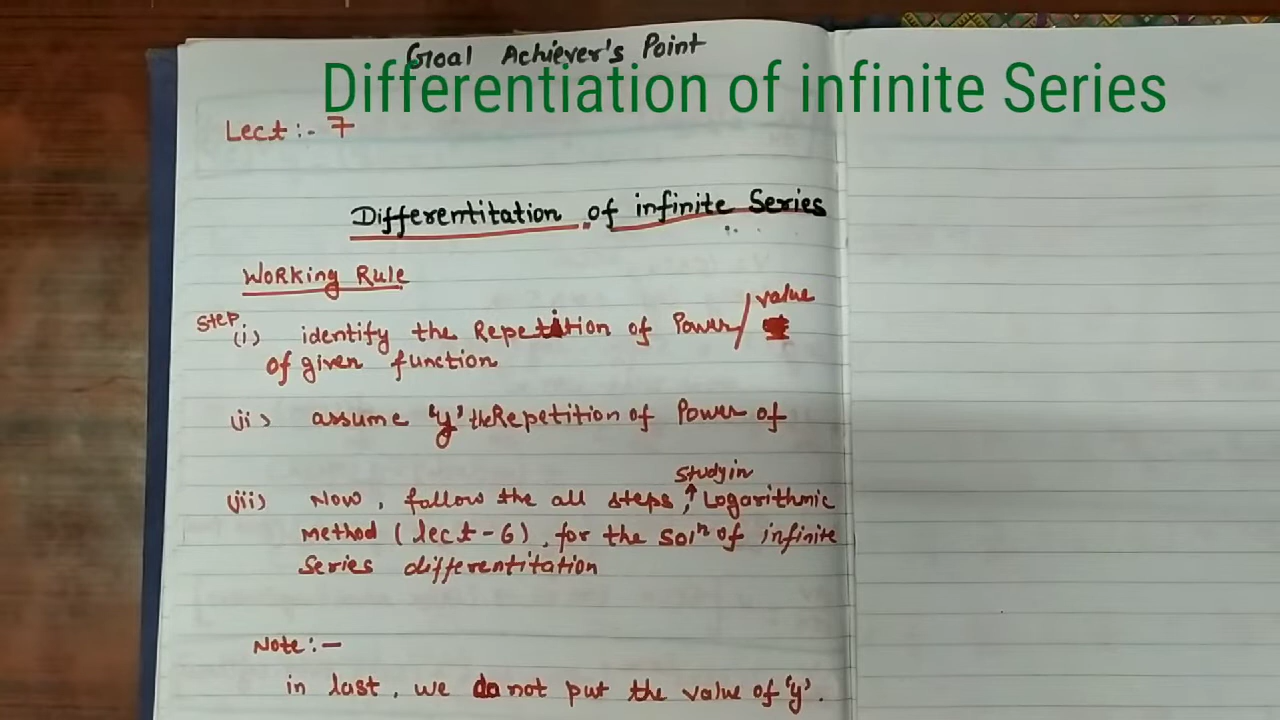 Goal Achiever's Point
Differentiation of infinite Series
Lect:- 7
Differentitation of infinite Series
Working Rule
Step (i) identify the Repetition of Power/ value
of given function
(ii) assume 'y' the Repetition of Power of
(iii) Now, follow the all steps, ↑ Study in Logarithmic
method (lect-6), for the solⁿ of infinite
Series differentitation
Note:-
in last, we do not put the value of 'y'.